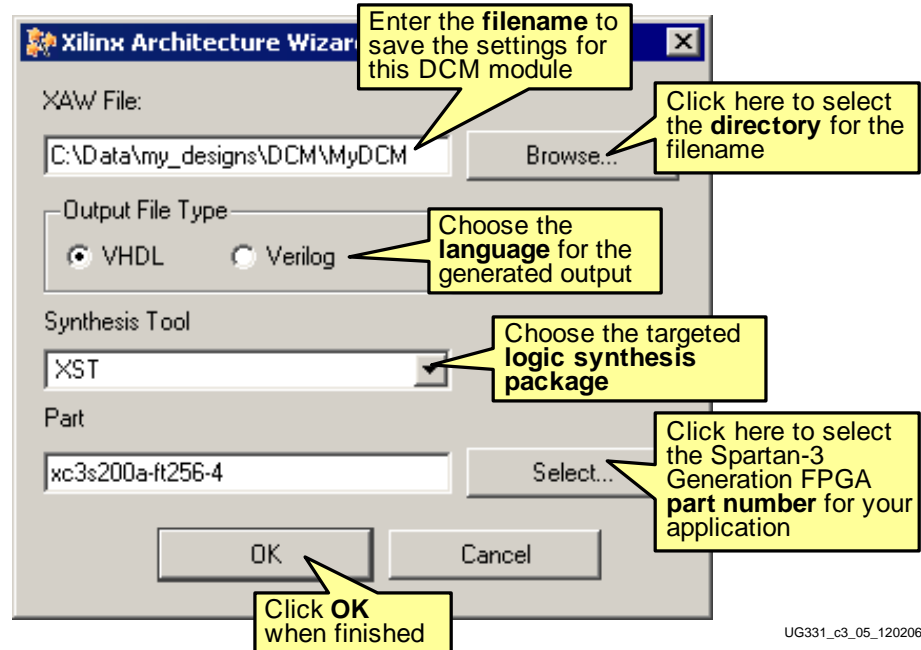 Xilinx Architecture Wizar
Enter the filename to
save the settings for
this DCM module
XAW File:
C:\Data\my_designs\DCM\MyDCM
Browse...
Click here to select
the directory for the
filename
Output File Type
VHDL
Verilog
Choose the
language for the
generated output
Synthesis Tool
XST
Choose the targeted
logic synthesis
package
Part
xc3s200a-ft256-4
Select...
Click here to select
the Spartan-3
Generation FPGA
part number for your
application
OK
Cancel
Click OK
when finished
UG331_c3_05_120206